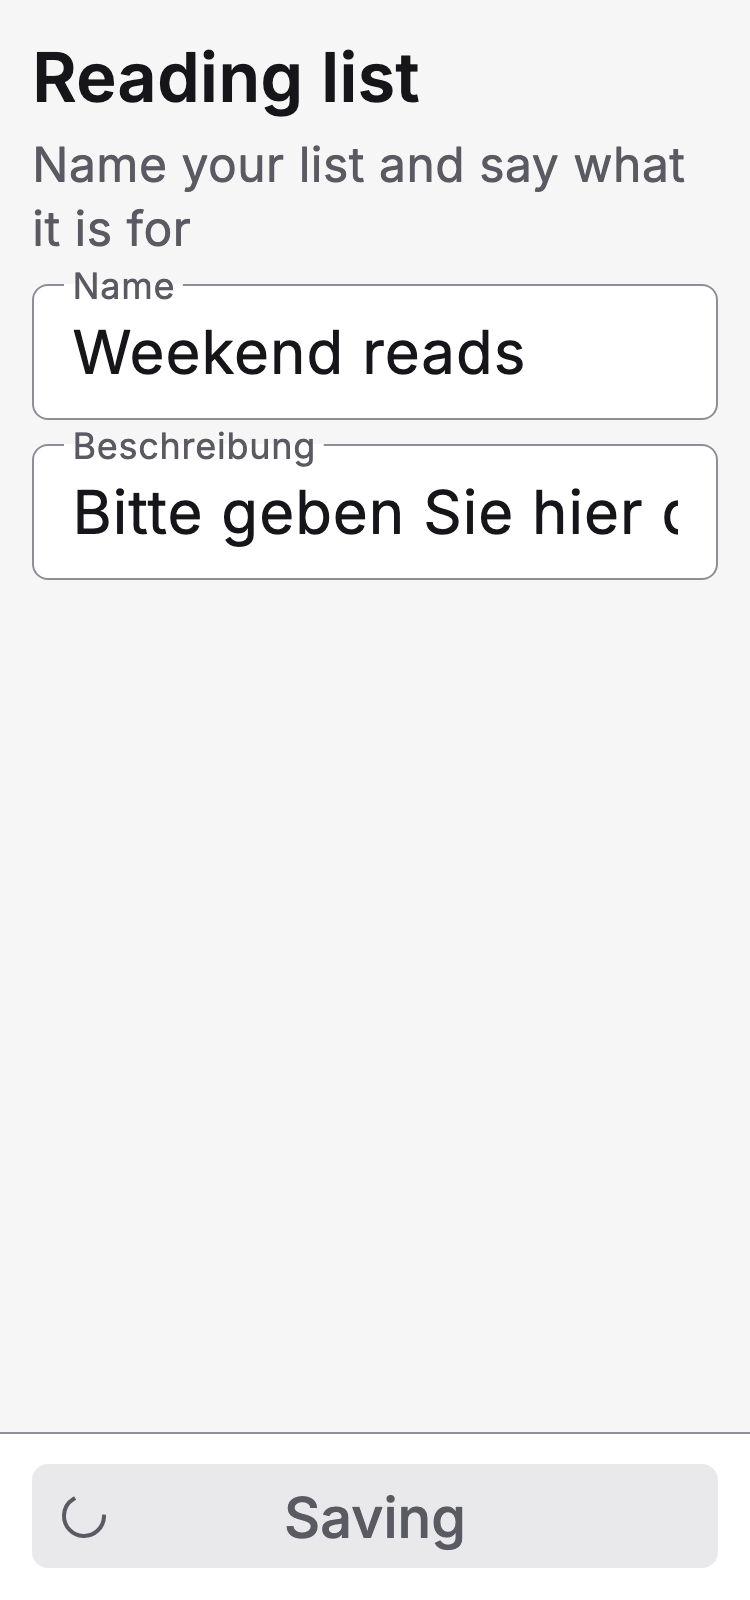 Reading list
Name your list and say what
it is for
Name
Weekend reads
Beschreibung
Bitte geben Sie hier
Saving